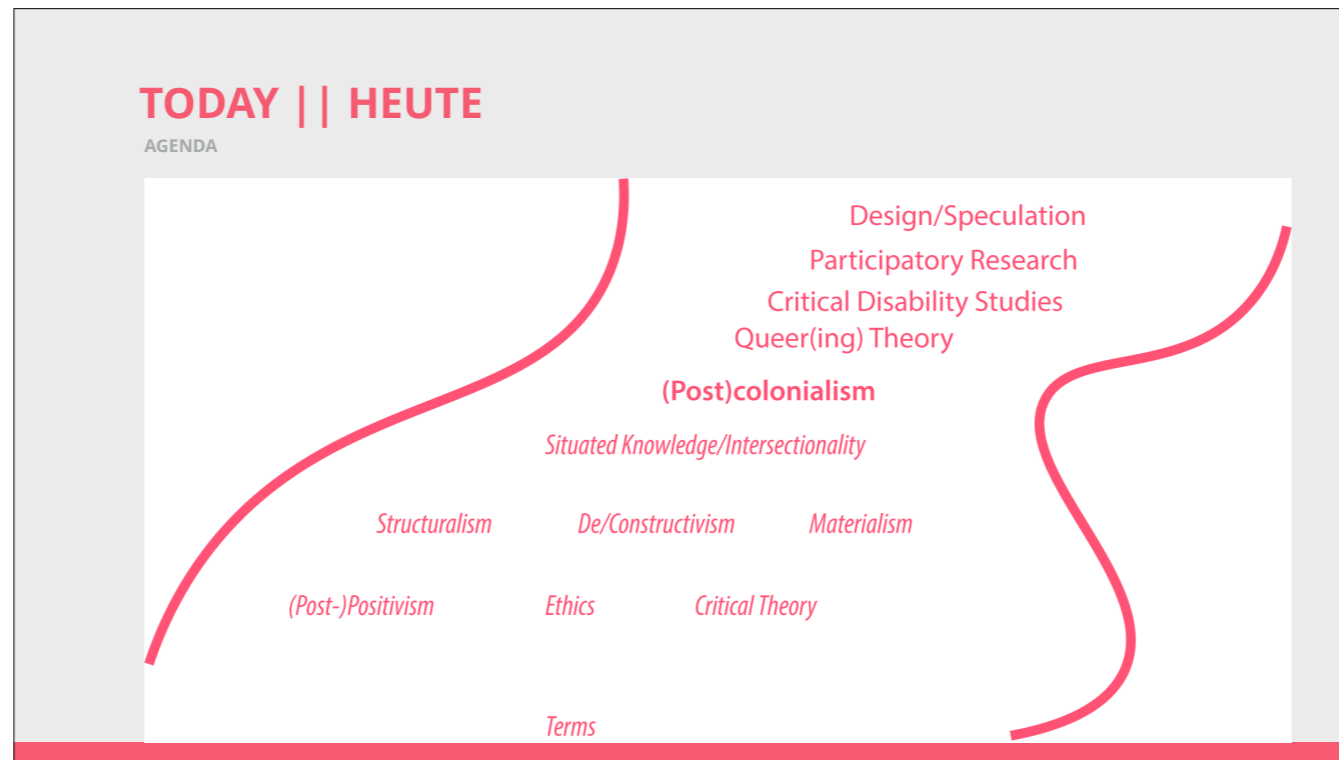 TODAY || HEUTE
AGENDA
Design/Speculation
Participatory Research
Critical Disability Studies
Queer(ing) Theory
(Post)colonialism
Situated Knowledge/Intersectionality
Structuralism De/Constructivism Materialism
(Post-)Positivism Ethics Critical Theory
Terms